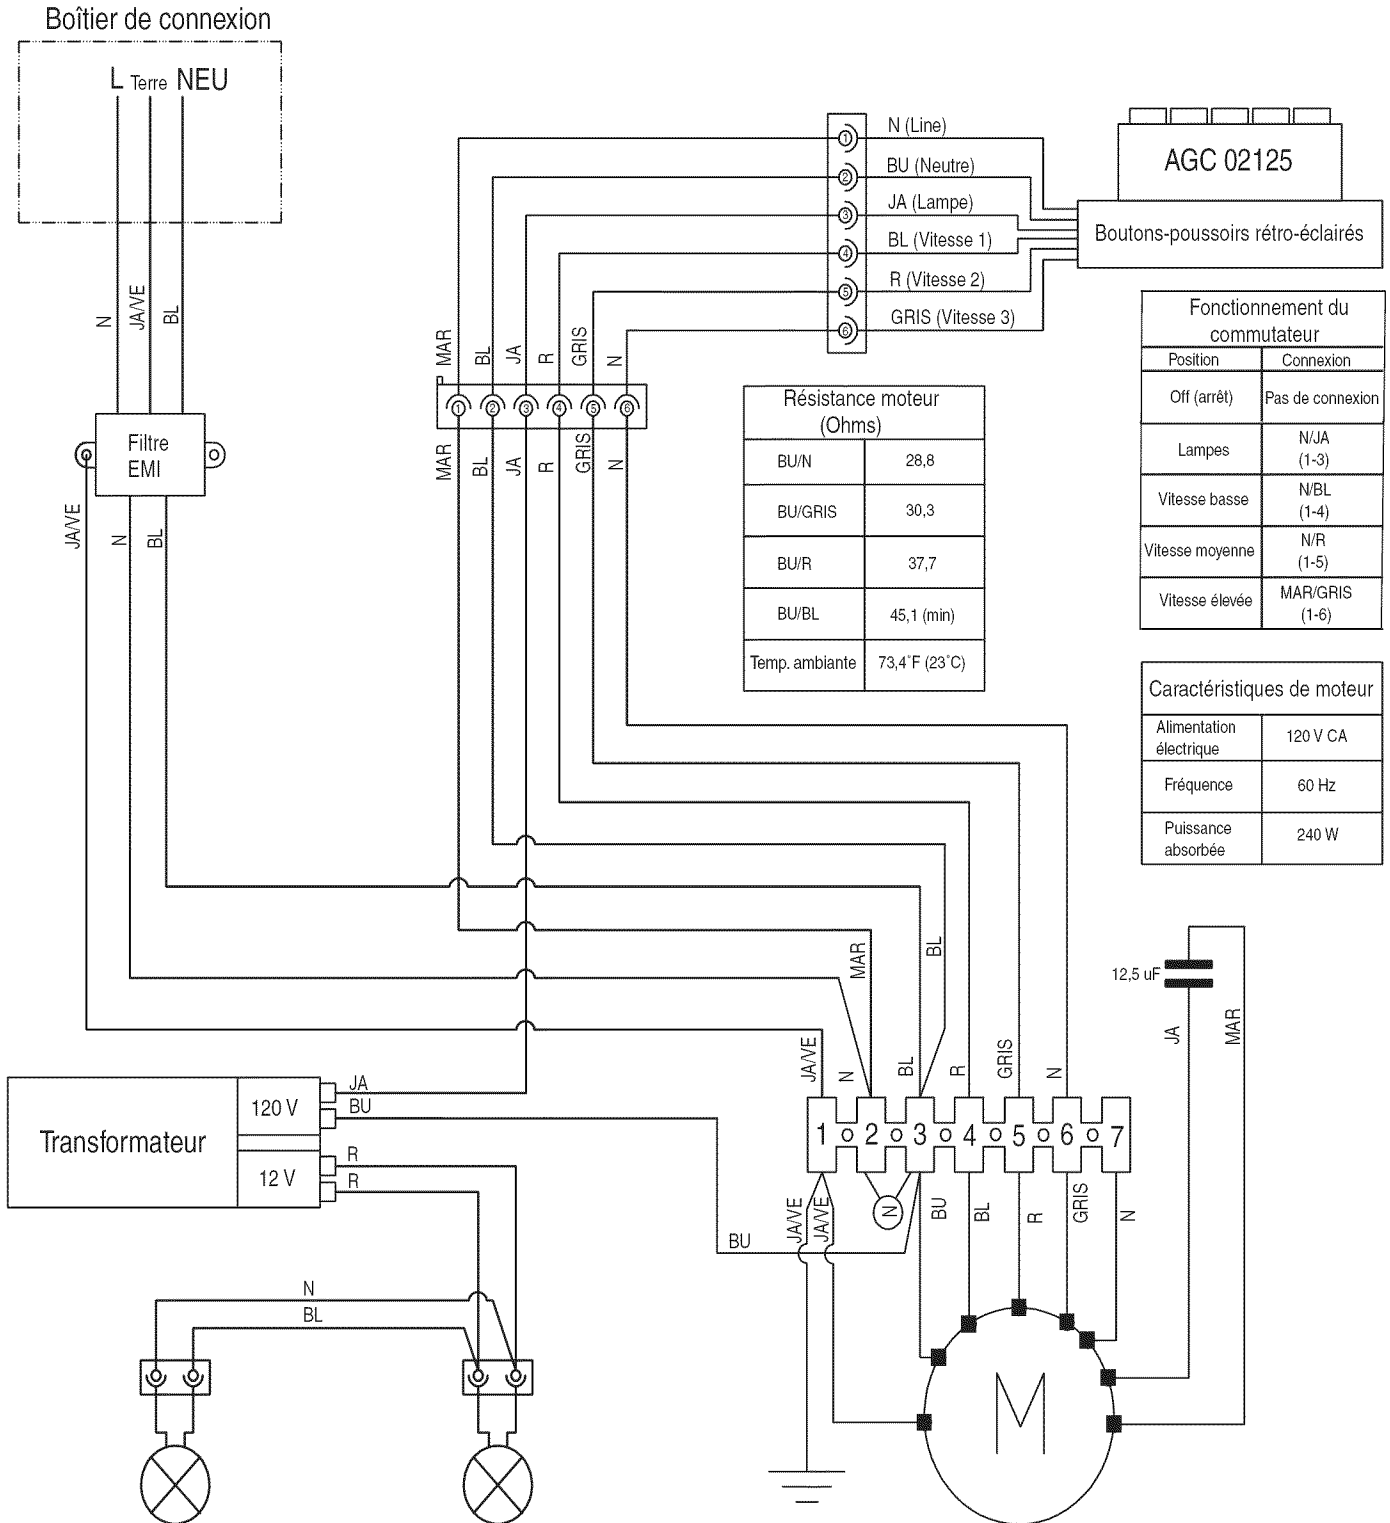 Boîtier de connexion
L Terre NEU
N
JA/VE
BL
Filtre
EMI
JA/VE
N
BL
MAR
BL
JA
R
GRIS
N
1
2
3
4
5
6
MAR
BL
JA
R
GRIS
N
1
2
3
4
5
6
N (Line)
BU (Neutre)
JA (Lampe)
BL (Vitesse 1)
R (Vitesse 2)
GRIS (Vitesse 3)
AGC 02125
Boutons-poussoirs rétro-éclairés
Fonctionnement du
commutateur
Position Connexion
Off (arrêt) Pas de connexion
Lampes N/JA
(1-3)
Vitesse basse N/BL
(1-4)
Vitesse moyenne N/R
(1-5)
Vitesse élevée MAR/GRIS
(1-6)
Résistance moteur
(Ohms)
BU/N 28,8
BU/GRIS 30,3
BU/R 37,7
BU/BL 45,1 (min)
Temp. ambiante 73,4°F (23°C)
Caractéristiques de moteur
Alimentation
électrique 120 V CA
Fréquence 60 Hz
Puissance
absorbée 240 W
MAR
BL
12,5 uF
JA
MAR
JA/VE
N
BL
R
GRIS
N
1 2 3 4 5 6 7
JA/VE
JA/VE
N
BU
BL
R
GRIS
N
Transformateur
120 V
12 V
JA
BU
R
R
BU
N
BL
M